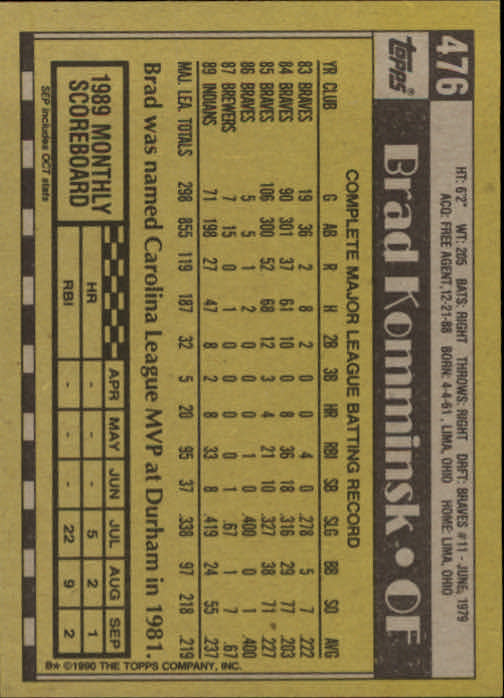 476
topps®
Brad Komminsk • OF
HT: 6'2" WT: 205 BATS: RIGHT THROWS: RIGHT DRFT: BRAVES #11 - JUNE, 1979
ACQ: FREE AGENT, 12-21-88 BORN: 4-4-61, LIMA, OHIO HOME: LIMA, OHIO
COMPLETE MAJOR LEAGUE BATTING RECORD
YR CLUB G AB R H 2B 3B HR RBI SB SLG BB SO AVG
83 BRAVES 19 36 2 8 2 0 0 4 0 .278 5 7 .222
84 BRAVES 90 301 37 61 10 0 8 36 18 .316 29 77 .203
85 BRAVES 106 300 52 68 12 3 4 21 10 .327 38 71 .227
86 BRAVES 5 5 1 2 0 0 0 0 0 .400 0 1 .400
87 BREWERS 7 15 0 1 0 0 0 0 1 .67 1 7 .67
89 INDIANS 71 198 27 47 8 2 8 33 8 .419 24 55 .237
MAJ. LEA. TOTALS 298 855 119 187 32 5 20 95 37 .338 97 218 .219
Brad was named Carolina League MVP at Durham in 1981.
1989 MONTHLY SCOREBOARD
APR MAY JUN JUL AUG SEP
HR - - - 5 2 1
RBI - - - 22 9 2
SEP includes OCT stats
B* ©1990 THE TOPPS COMPANY, INC.